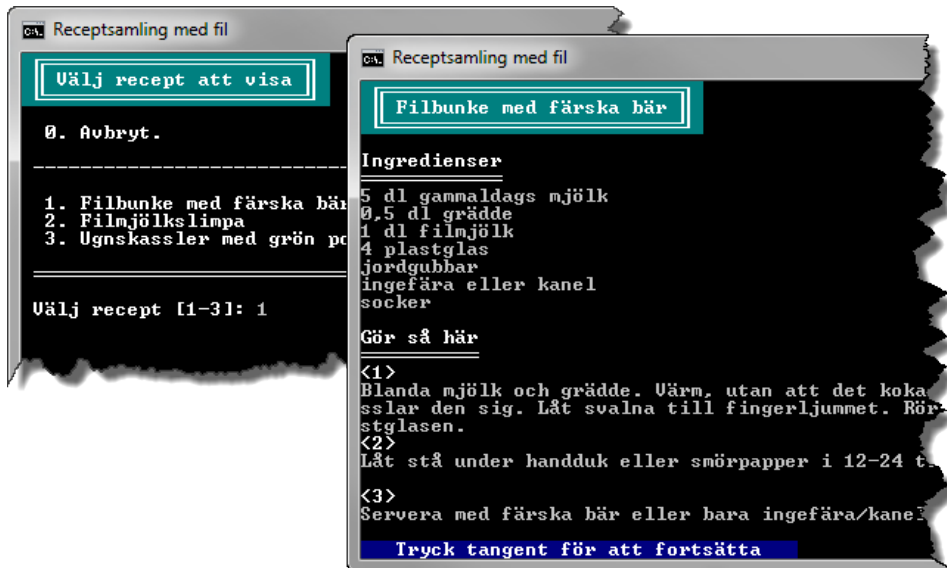 Receptsamling med fil
Välj recept att visa
0. Avbryt.
1. Filbunke med färska bär
2. Filmjölkslimpa
3. Ugnskassler med grön
Välj recept [1-3]: 1
Receptsamling med fil
Filbunke med färska bär
Ingredienser
5 dl gammaldags mjölk
0,5 dl grädde
1 dl filmjölk
4 plastglas
jordgubbar
ingefära eller kanel
socker
Gör så här
<1>
Blanda mjölk och grädde. Värm, utan att det koka
sslar den sig. Låt svalna till fingerljummet. Rör
stglasen.
<2>
Låt stå under handduk eller smörpapper i 12-24 t
<3>
Servera med färska bär eller bara ingefära/kanel
Tryck tangent för att fortsätta